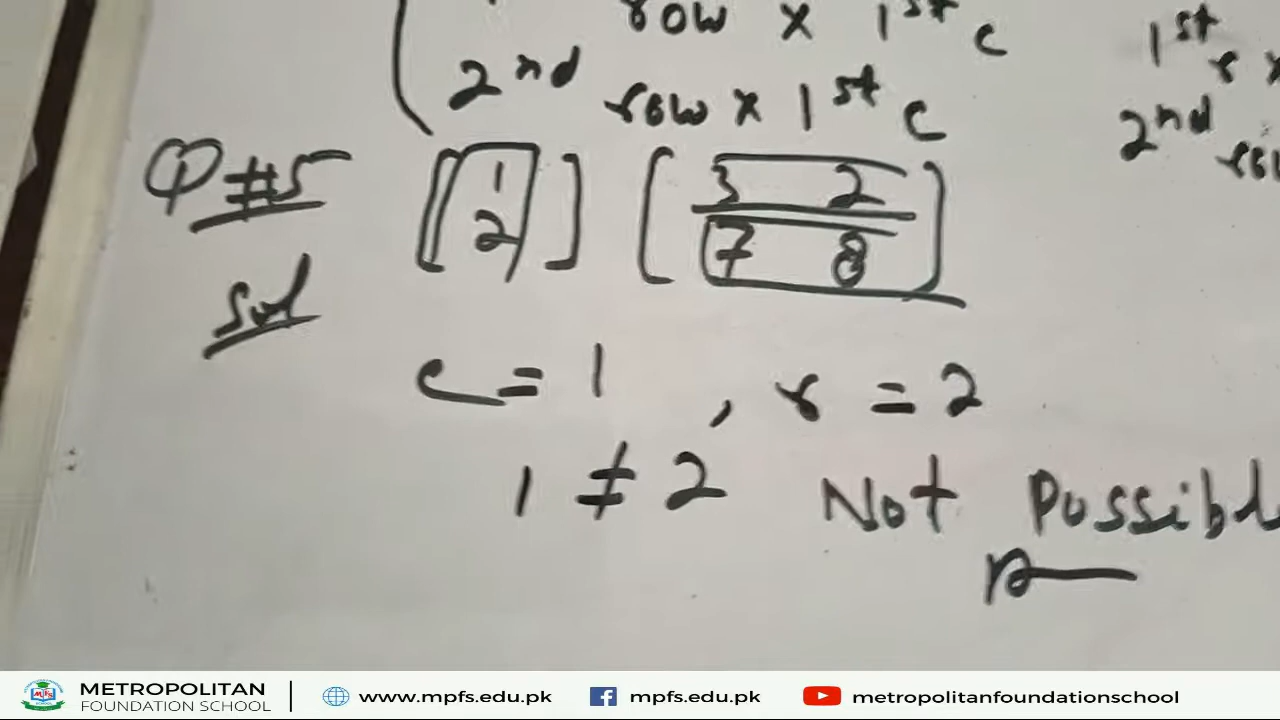 row x 1st c
1st r x
2nd row x 1st c
2nd
Q#5 [1 [3 2
2] 7 8]
Sol
c = 1 , r = 2
1 ≠ 2 Not Possibl
METROPOLITAN
FOUNDATION SCHOOL
www.mpfs.edu.pk
mpfs.edu.pk
metropolitanfoundationschool